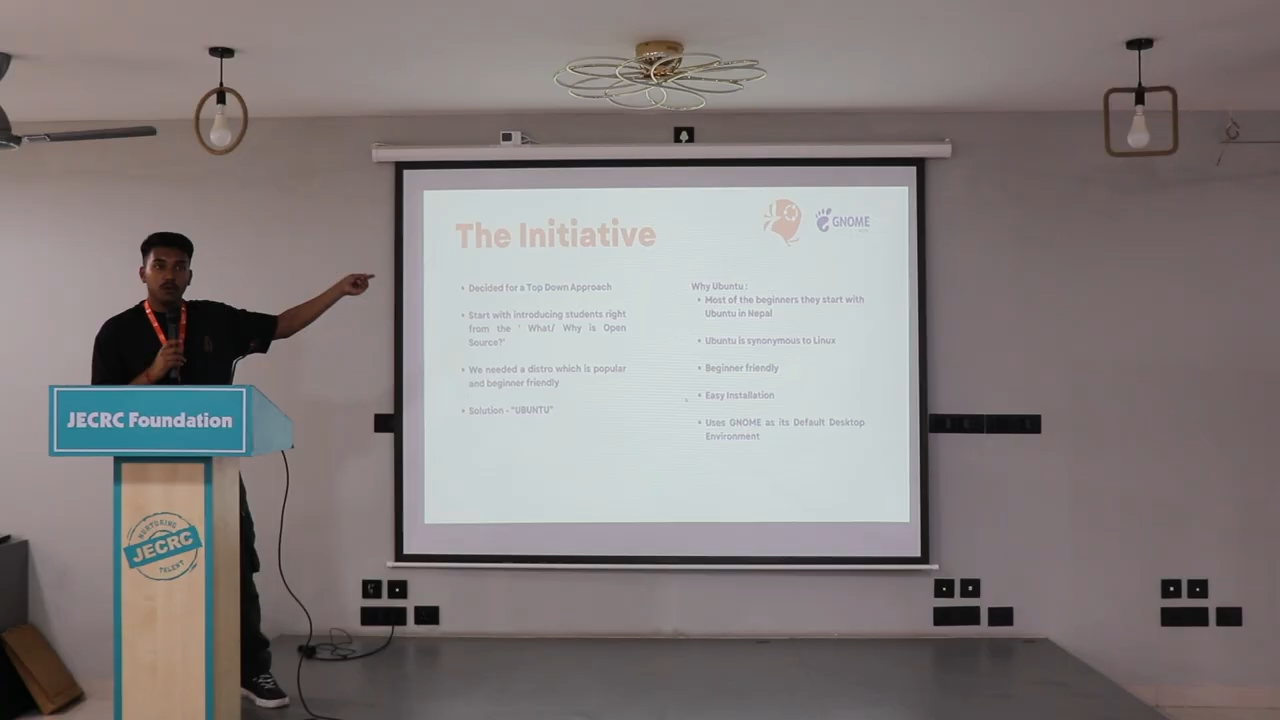 The Initiative
GNOME
• Decided for a Top Down Approach
• Start with introducing students right
from the ' What/ Why is Open
Source?'
• We needed a distro which is popular
and beginner friendly
• Solution - "UBUNTU"
Why Ubuntu :
• Most of the beginners they start with
Ubuntu in Nepal
• Ubuntu is synonymous to Linux
• Beginner friendly
• Easy Installation
• Uses GNOME as its Default Desktop
Environment
JECRC Foundation
NURTURING
JECRC
TALENT